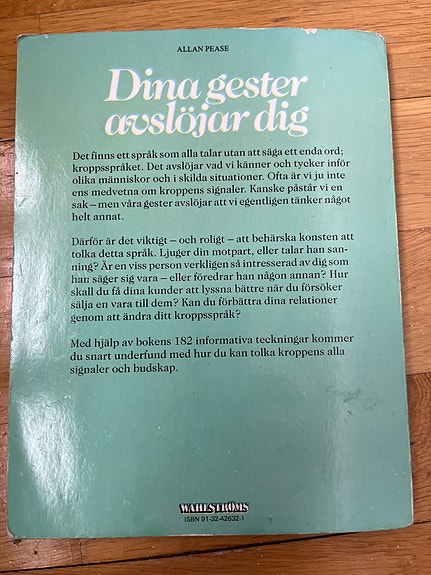 ALLAN PEASE
Dina gester
avslöjar dig
Det finns ett språk som alla talar utan att säga ett enda ord;
kroppsspråket. Det avslöjar vad vi känner och tycker inför
olika människor och i skilda situationer. Ofta är vi ju inte
ens medvetna om kroppens signaler. Kanske påstår vi en
sak – men våra gester avslöjar att vi egentligen tänker något
helt annat.
Därför är det viktigt – och roligt – att behärska konsten att
tolka detta språk. Ljuger din motpart, eller talar han san-
ning? Är en viss person verkligen så intresserad av dig som
han säger sig vara – eller föredrar han någon annan? Hur
skall du få dina kunder att lyssna bättre när du försöker
sälja en vara till dem? Kan du förbättra dina relationer
genom att ändra ditt kroppsspråk?
Med hjälp av bokens 182 informativa teckningar kommer
du snart underfund med hur du kan tolka kroppens alla
signaler och budskap.
WAHLSTRÖMS
ISBN 91-32-42632-1